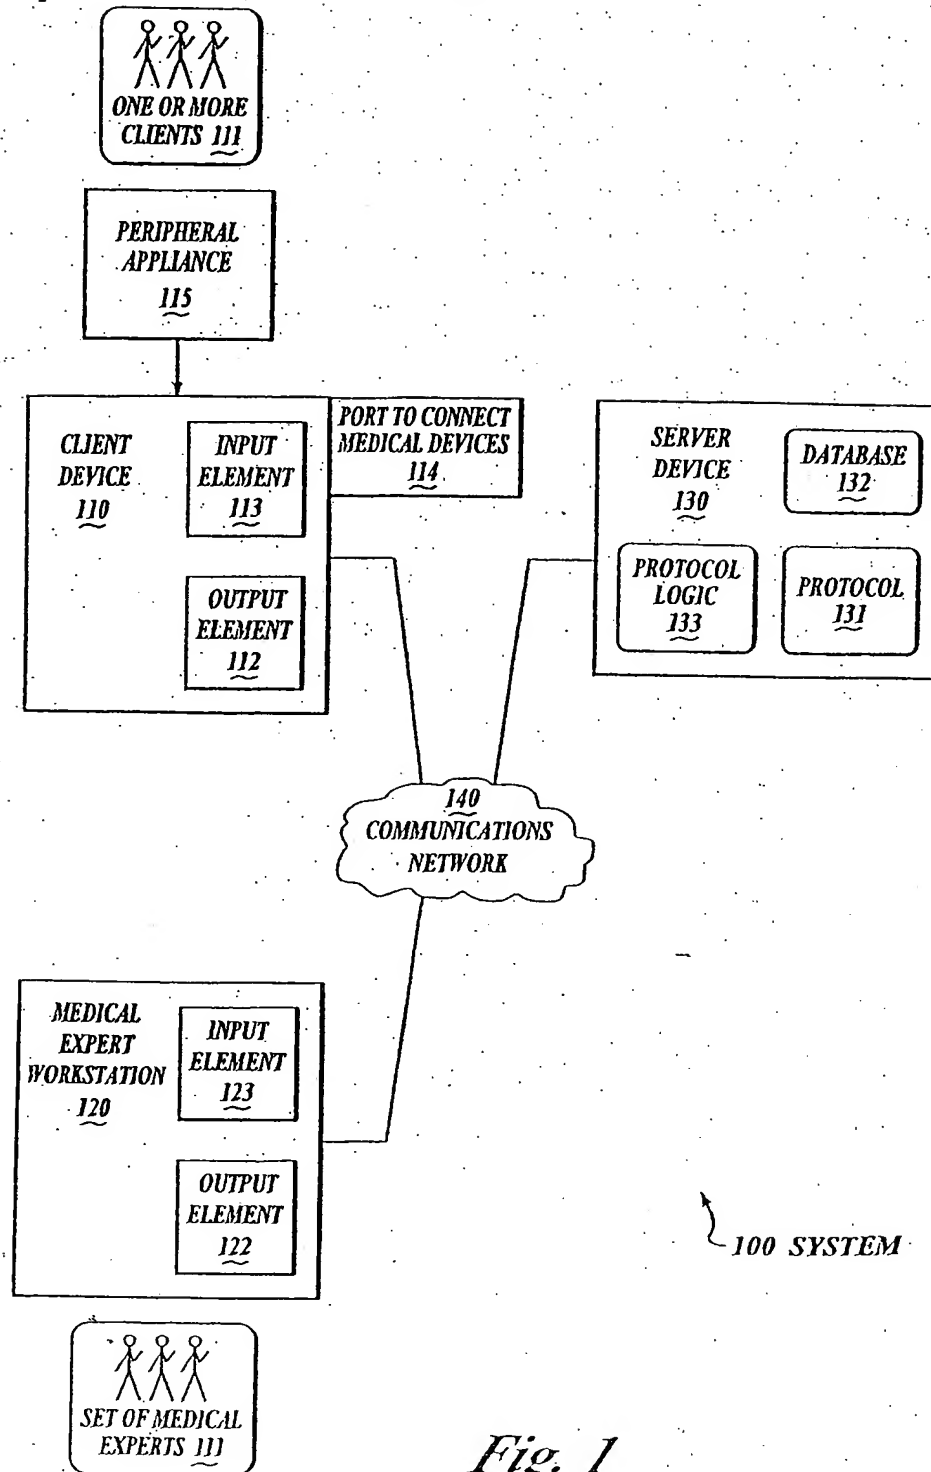 ONE OR MORE
CLIENTS 111
PERIPHERAL
APPLIANCE
115
CLIENT
DEVICE
110
INPUT
ELEMENT
113
OUTPUT
ELEMENT
112
PORT TO CONNECT
MEDICAL DEVICES
114
SERVER
DEVICE
130
DATABASE
132
PROTOCOL
LOGIC
133
PROTOCOL
131
140
COMMUNICATIONS
NETWORK
MEDICAL
EXPERT
WORKSTATION
120
INPUT
ELEMENT
123
OUTPUT
ELEMENT
122
100 SYSTEM
SET OF MEDICAL
EXPERTS 111
Fig. 1